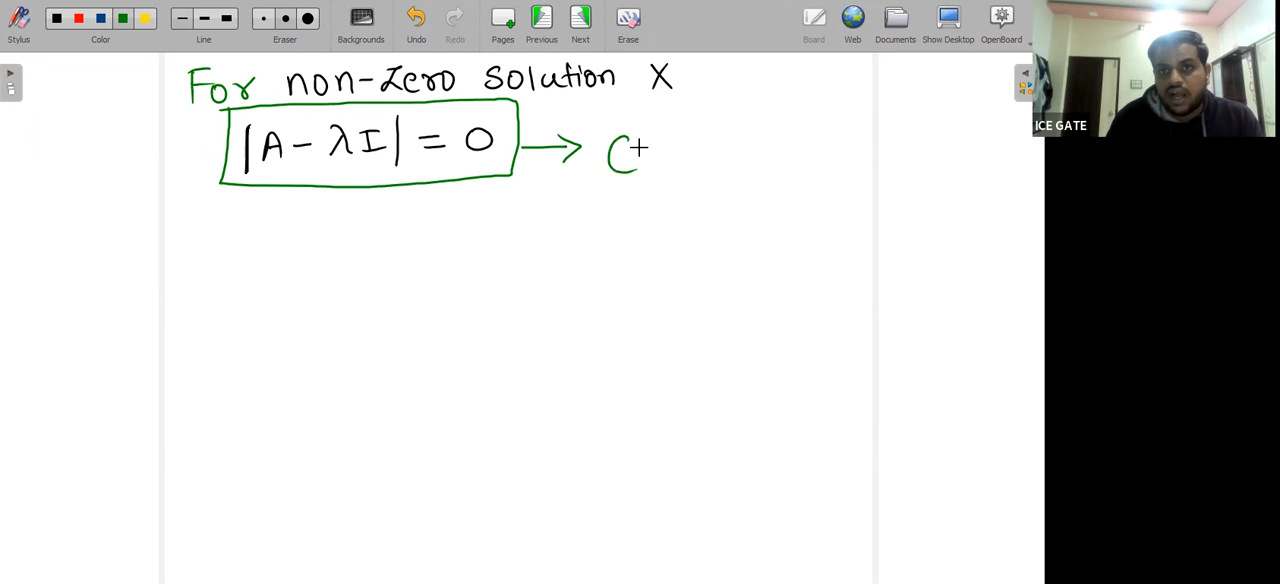 Stylus Color Line Eraser Backgrounds Undo Redo Pages Previous Next Erase Board Web Documents Show Desktop OpenBoard
For non-zero solution X
|A - λI| = 0 → C
ICE GATE